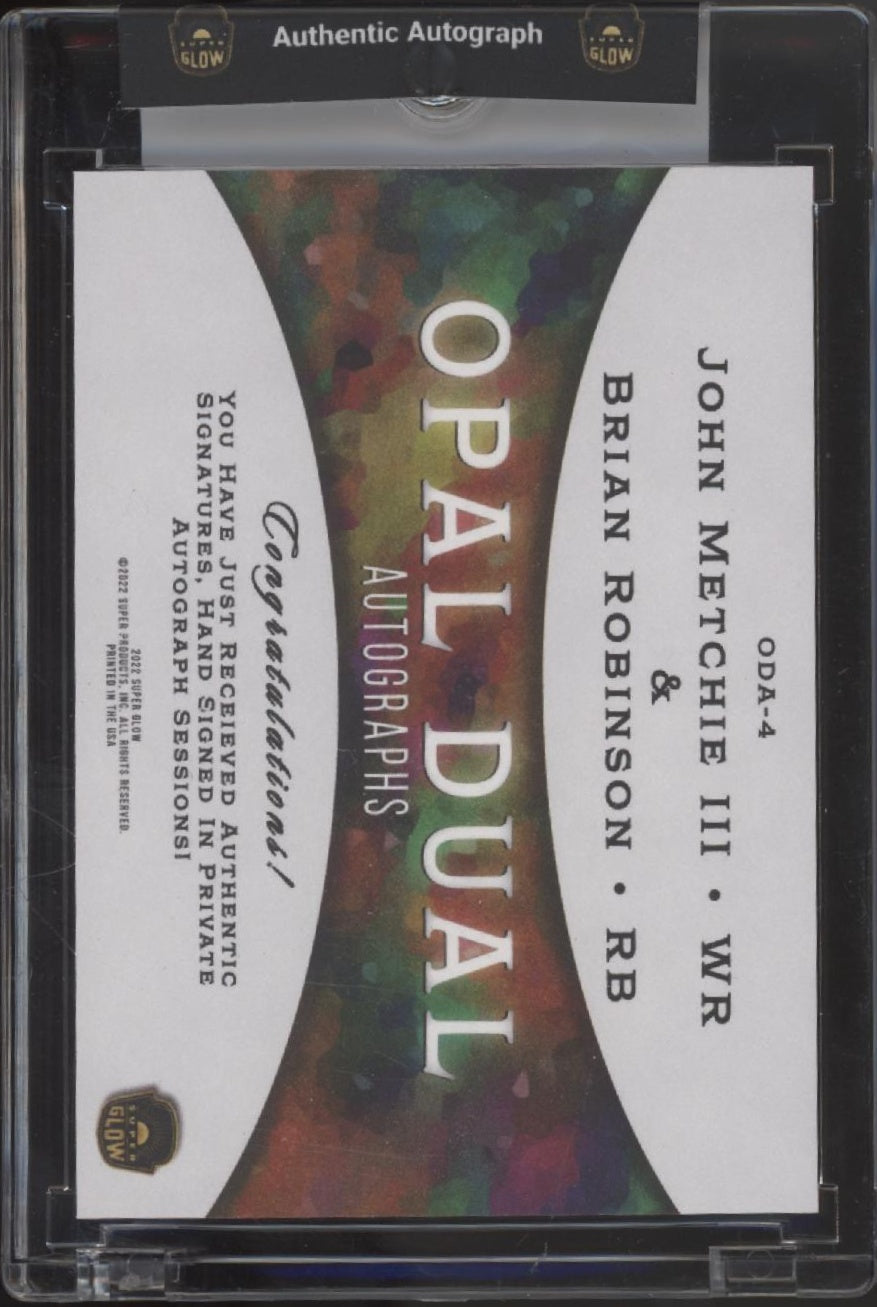 SUPER
GLOW
Authentic Autograph
SUPER
GLOW
ODA-4
JOHN METCHIE III • WR
&
BRIAN ROBINSON • RB
OPAL DUAL
AUTOGRAPHS
Congratulations!
YOU HAVE JUST RECEIEVED AUTHENTIC
SIGNATURES, HAND SIGNED IN PRIVATE
AUTOGRAPH SESSIONS!
2022 SUPER GLOW
©2022 SUPER PRODUCTS, INC. ALL RIGHTS RESERVED.
PRINTED IN THE USA
SUPER
GLOW